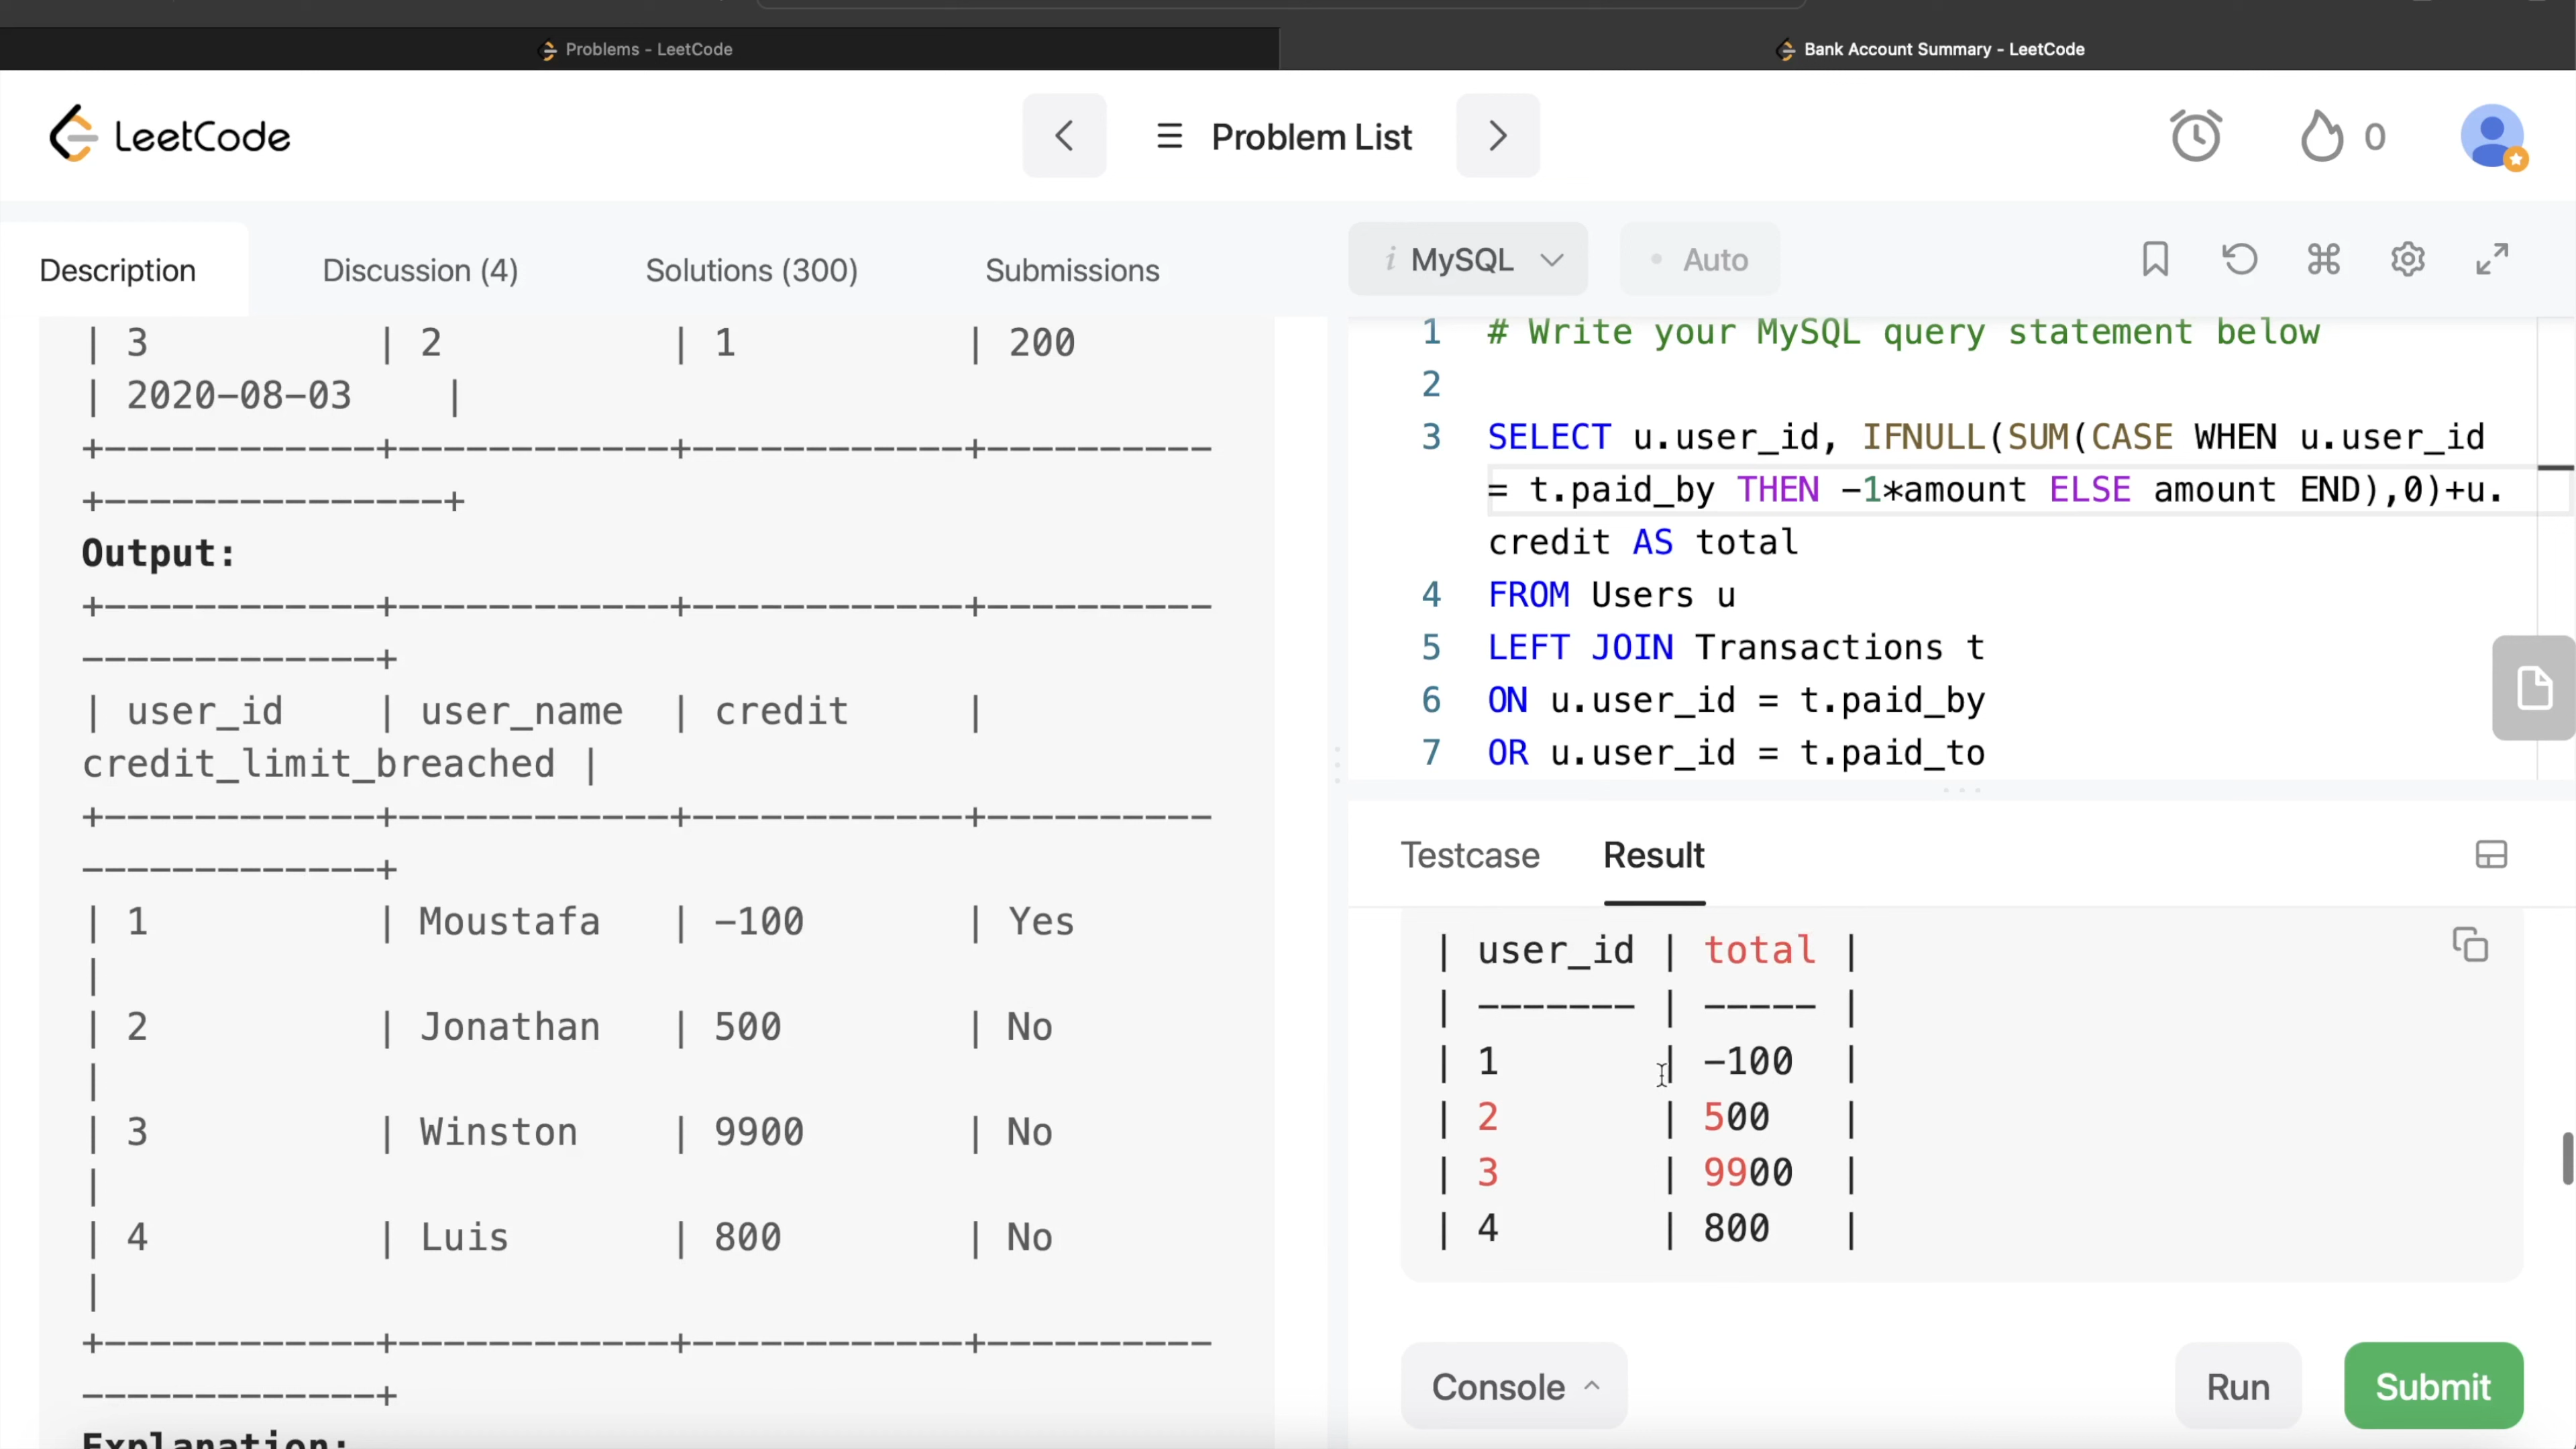 Problems - LeetCode
Bank Account Summary - LeetCode
LeetCode
Problem List
0
Description
Discussion (4)
Solutions (300)
Submissions
| 3 | 2 | 1 | 200
| 2020-08-03 |
+------------+------------+------------+----------
+---------------+
Output:
+------------+------------+------------+----------
-------------+
| user_id | user_name | credit |
credit_limit_breached |
+------------+------------+------------+----------
-------------+
| 1 | Moustafa | -100 | Yes
|
| 2 | Jonathan | 500 | No
|
| 3 | Winston | 9900 | No
|
| 4 | Luis | 800 | No
|
+------------+------------+------------+----------
-------------+
Explanation:
i MySQL
Auto
1 # Write your MySQL query statement below
2
3 SELECT u.user_id, IFNULL(SUM(CASE WHEN u.user_id
= t.paid_by THEN -1*amount ELSE amount END),0)+u.
credit AS total
4 FROM Users u
5 LEFT JOIN Transactions t
6 ON u.user_id = t.paid_by
7 OR u.user_id = t.paid_to
Testcase
Result
| user_id | total |
| ------- | ----- |
| 1 | -100 |
| 2 | 500 |
| 3 | 9900 |
| 4 | 800 |
Console
Run
Submit